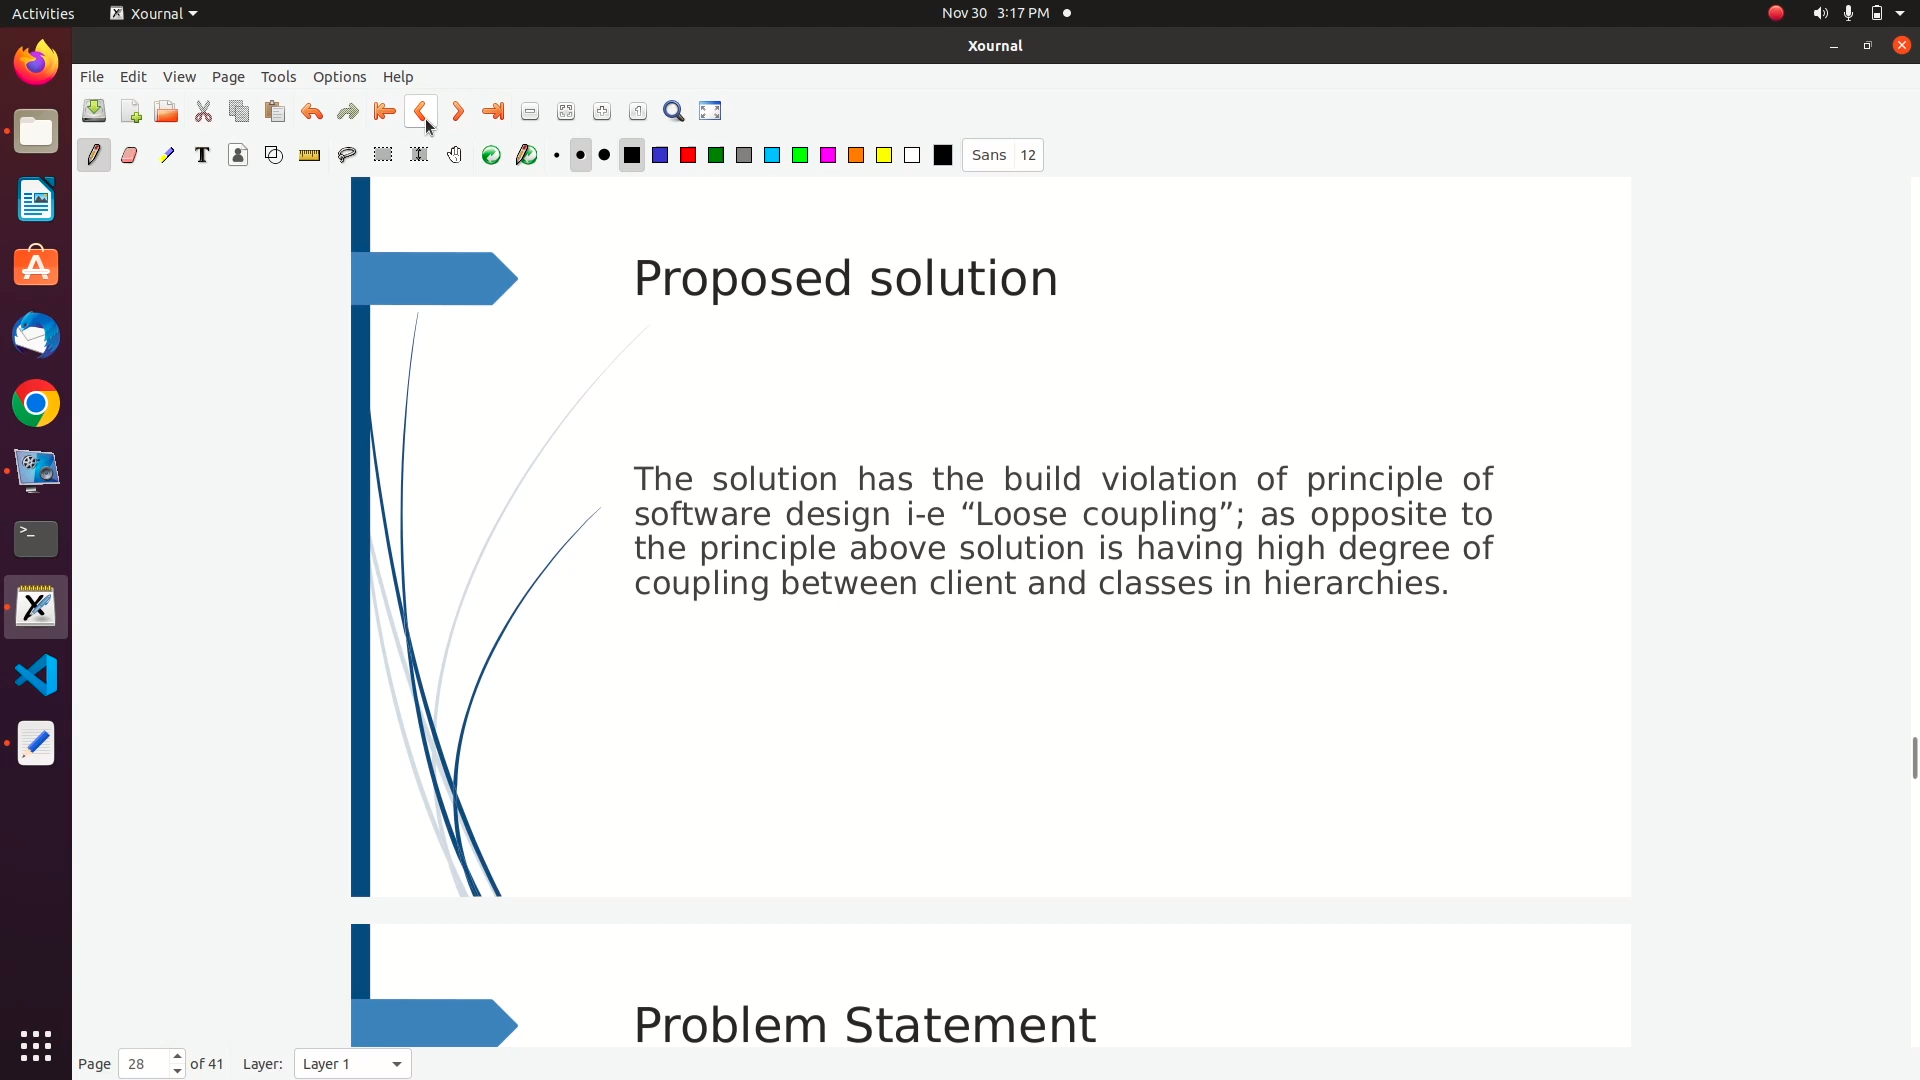 Activities Xournal Nov 30 3:17 PM
Xournal
File Edit View Page Tools Options Help
T Sans 12
Proposed solution
The solution has the build violation of principle of
software design i-e “Loose coupling”; as opposite to
the principle above solution is having high degree of
coupling between client and classes in hierarchies.
Problem Statement
Page 28 of 41 Layer: Layer 1